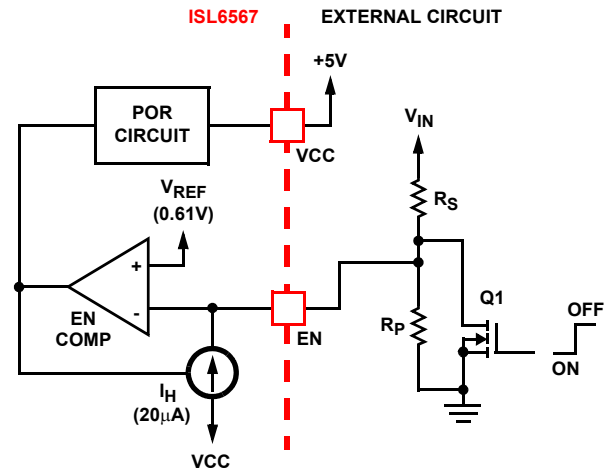 ISL6567 EXTERNAL CIRCUIT
+5V
POR
CIRCUIT
VCC
VIN
RS
VREF
(0.61V)
+
-
EN
COMP
EN
RP
Q1
OFF
ON
IH
(20μA)
VCC